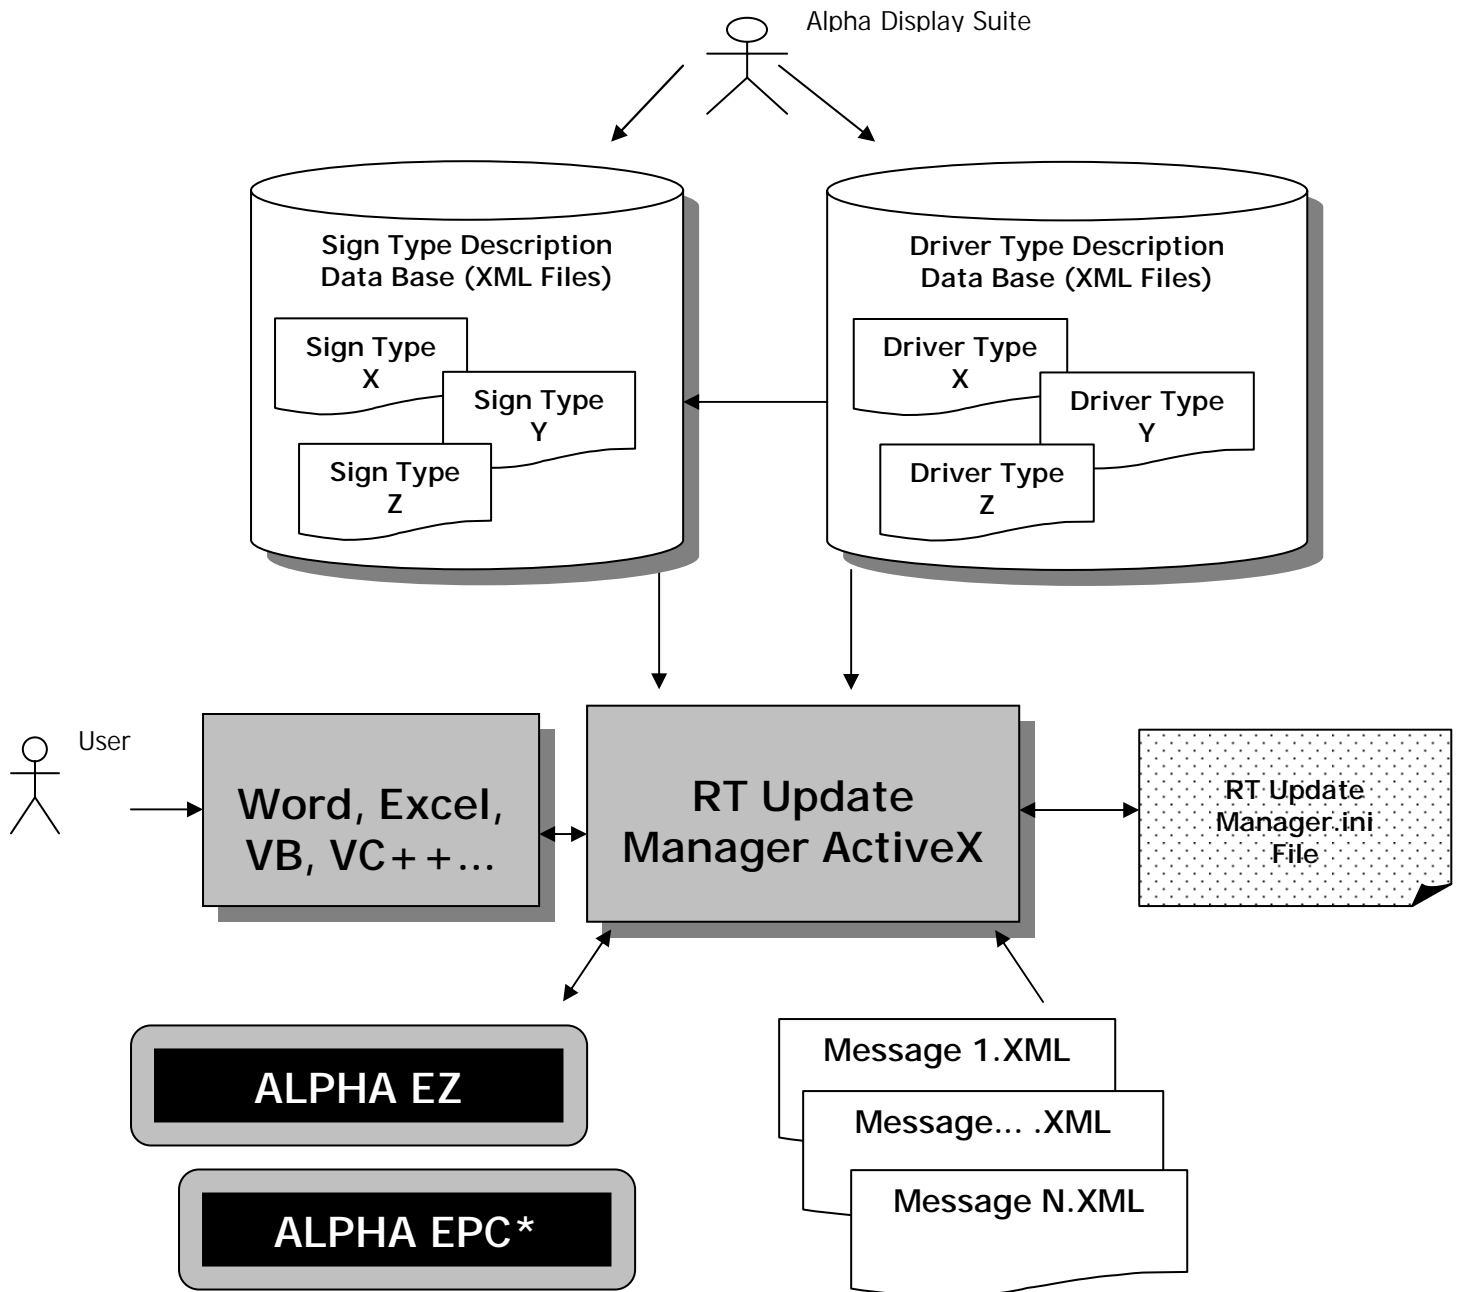 Alpha Display Suite
Sign Type Description
Data Base (XML Files)
Sign Type
X
Sign Type
Y
Sign Type
Z
Driver Type Description
Data Base (XML Files)
Driver Type
X
Driver Type
Y
Driver Type
Z
User
Word, Excel,
VB, VC++...
RT Update
Manager ActiveX
RT Update
Manager.ini
File
ALPHA EZ
ALPHA EPC*
Message 1.XML
Message... .XML
Message N.XML